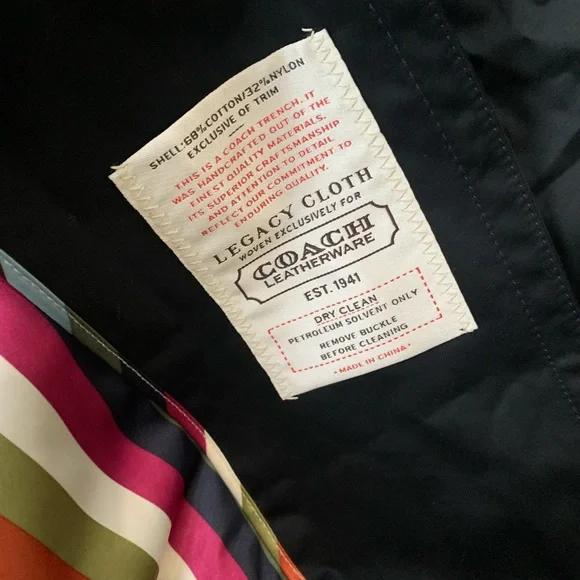 SHELL: 68% COTTON/32% NYLON
EXCLUSIVE OF TRIM
THIS IS A COACH TRENCH. IT
WAS HANDCRAFTED OUT OF THE
FINEST QUALITY MATERIALS.
ITS SUPERIOR CRAFTSMANSHIP
AND ATTENTION TO DETAIL
REFLECT OUR COMMITMENT TO
ENDURING QUALITY.
LEGACY CLOTH
WOVEN EXCLUSIVELY FOR
COACH
LEATHERWARE
EST. 1941
DRY CLEAN
PETROLEUM SOLVENT ONLY
REMOVE BUCKLE
BEFORE CLEANING
• MADE IN CHINA •